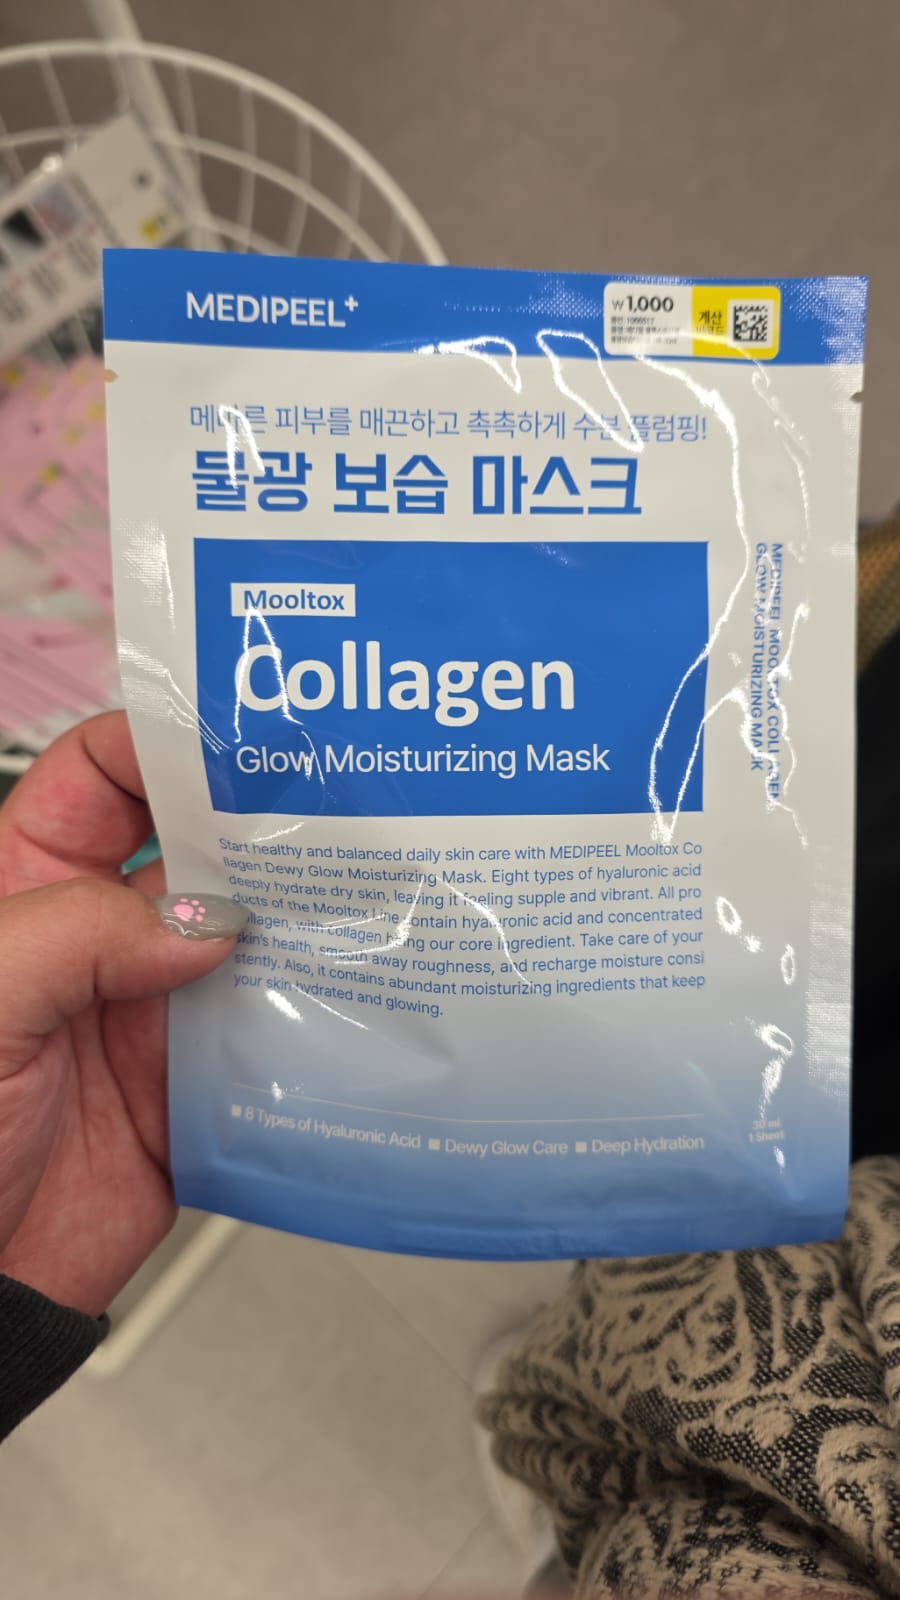 MEDIPEEL+
₩1,000
계산
바코드
메마른 피부를 매끈하고 촉촉하게 수분 플럼핑!
물광 보습 마스크
Mooltox
Collagen
Glow Moisturizing Mask
MEDIPEEL MOOLTOX COLLAGEN
GLOW MOISTURIZING MASK
Start healthy and balanced daily skin care with MEDIPEEL Mooltox Co
llagen Dewy Glow Moisturizing Mask. Eight types of hyaluronic acid
deeply hydrate dry skin, leaving it feeling supple and vibrant. All pro
ducts of the Mooltox Line contain hyaluronic acid and concentrated
collagen, with collagen being our core ingredient. Take care of your
skin's health, smooth away roughness, and recharge moisture consi
stently. Also, it contains abundant moisturizing ingredients that keep
your skin hydrated and glowing.
■ 8 Types of Hyaluronic Acid ■ Dewy Glow Care ■ Deep Hydration
30 ml
1 Sheet